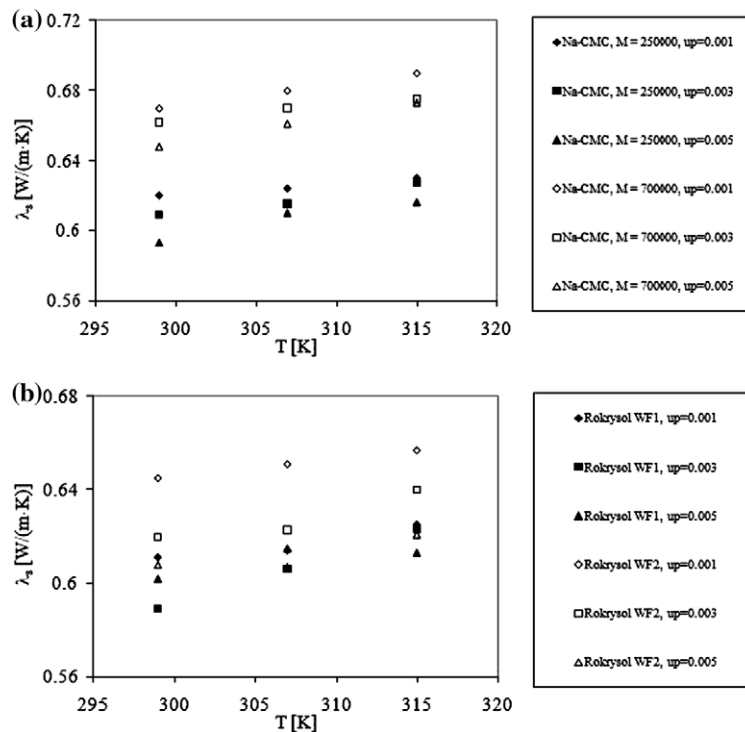 (a)
0.72
0.68
0.64
0.6
0.56
λs [W/(m·K)]
295 300 305 310 315 320
T [K]
Na-CMC, M = 250000, up=0.001
Na-CMC, M = 250000, up=0.003
Na-CMC, M = 250000, up=0.005
Na-CMC, M = 700000, up=0.001
Na-CMC, M = 700000, up=0.003
Na-CMC, M = 700000, up=0.005
(b)
0.68
0.64
0.6
0.56
λs [W/(m·K)]
295 300 305 310 315 320
T [K]
Rokrysol WF1, up=0.001
Rokrysol WF1, up=0.003
Rokrysol WF1, up=0.005
Rokrysol WF2, up=0.001
Rokrysol WF2, up=0.003
Rokrysol WF2, up=0.005